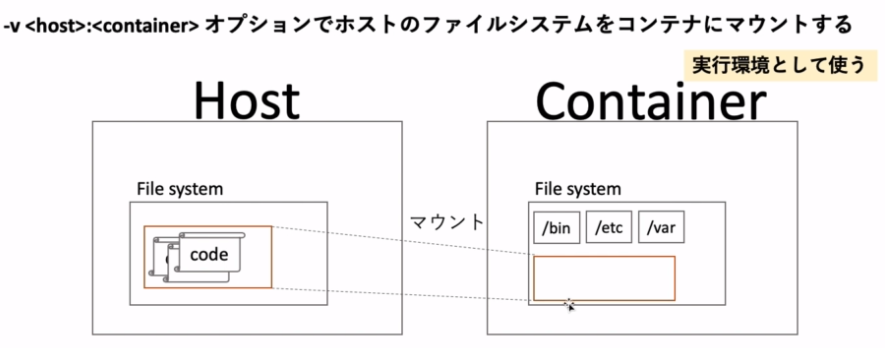 -v <host>:<container> オプションでホストのファイルシステムをコンテナにマウントする
実行環境として使う
Host
Container
File system
File system
マウント
/bin
/etc
/var
code